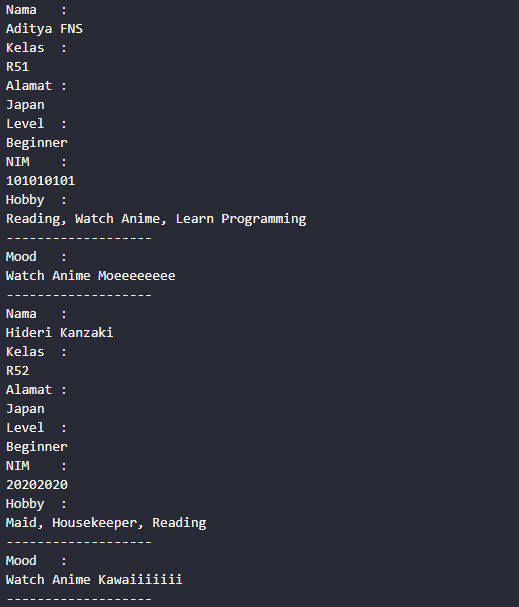 Nama   :
Aditya FNS
Kelas  :
R51
Alamat :
Japan
Level  :
Beginner
NIM    :
101010101
Hobby  :
Reading, Watch Anime, Learn Programming
-------------------
Mood   :
Watch Anime Moeeeeeeee
-------------------
Nama   :
Hideri Kanzaki
Kelas  :
R52
Alamat :
Japan
Level  :
Beginner
NIM    :
20202020
Hobby  :
Maid, Housekeeper, Reading
-------------------
Mood   :
Watch Anime Kawaiiiiiii
-------------------